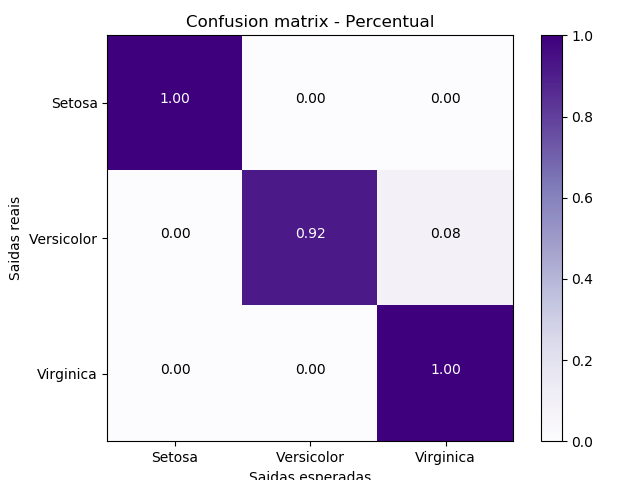 Confusion matrix - Percentual
1.0
Setosa 1.00 0.00 0.00
0.8
0.6
Saidas reais
Versicolor 0.00 0.92 0.08
0.4
0.2
Virginica 0.00 0.00 1.00
0.0
Setosa Versicolor Virginica
Saidas esperadas